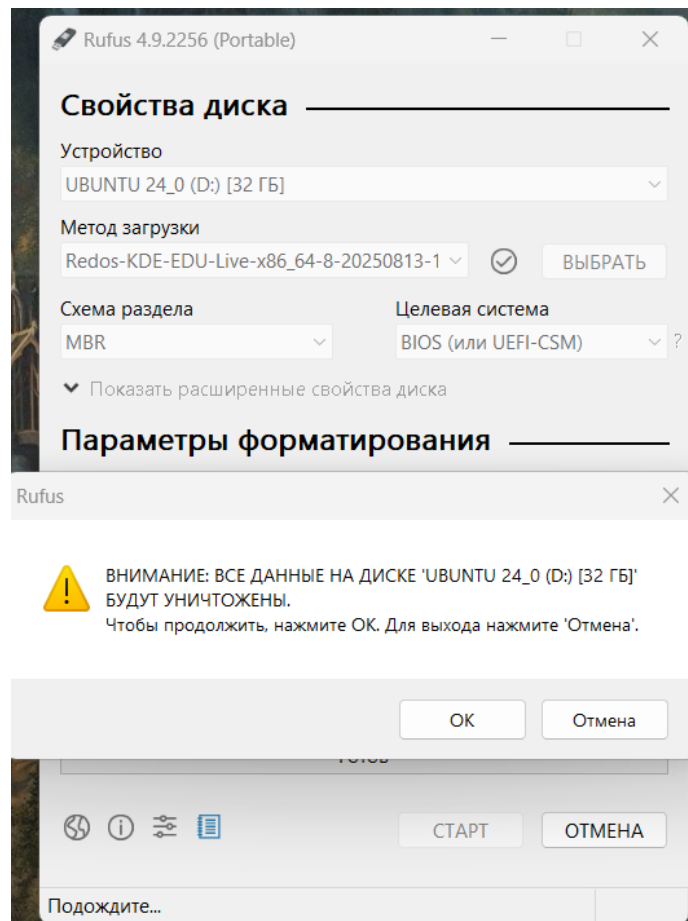 Rufus 4.9.2256 (Portable)
Свойства диска
Устройство
UBUNTU 24_0 (D:) [32 ГБ]
Метод загрузки
Redos-KDE-EDU-Live-x86_64-8-20250813-1
ВЫБРАТЬ
Схема раздела
Целевая система
MBR
BIOS (или UEFI-CSM)
?
Показать расширенные свойства диска
Параметры форматирования
Rufus
ВНИМАНИЕ: ВСЕ ДАННЫЕ НА ДИСКЕ 'UBUNTU 24_0 (D:) [32 ГБ]'
БУДУТ УНИЧТОЖЕНЫ.
Чтобы продолжить, нажмите OK. Для выхода нажмите 'Отмена'.
OK
Отмена
СТАРТ
ОТМЕНА
Подождите...